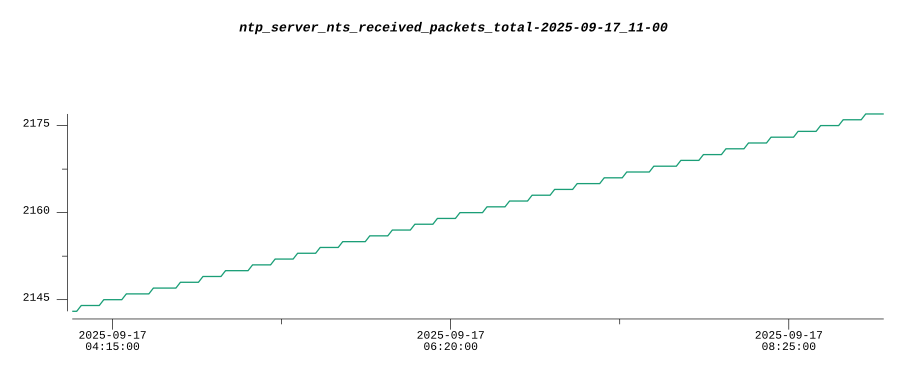 ntp_server_nts_received_packets_total-2025-09-17_11-00
2175
2160
2145
2025-09-17 2025-09-17 2025-09-17
04:15:00 06:20:00 08:25:00